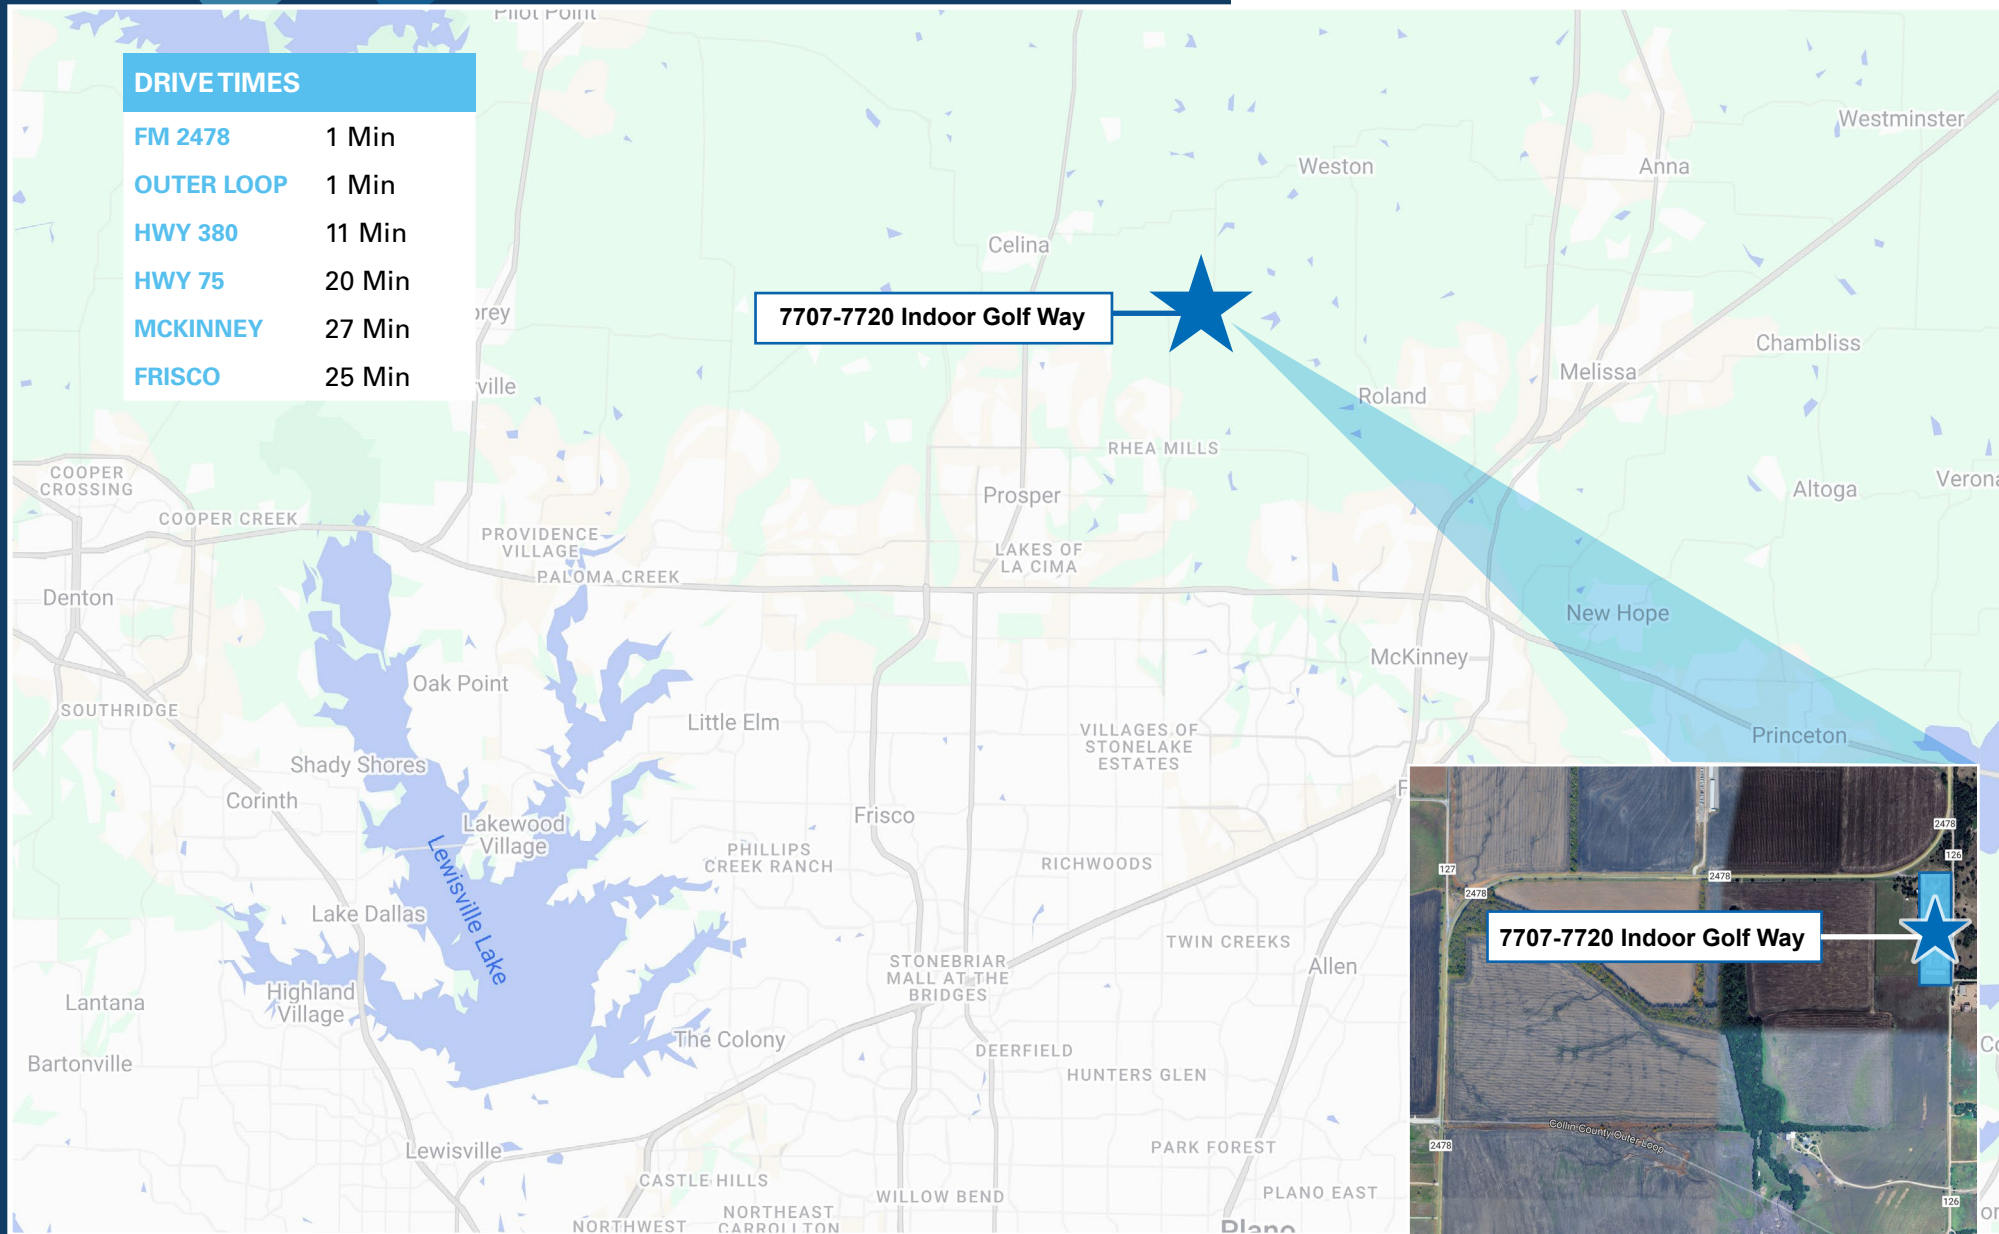 Pilot Point
DRIVE TIMES
FM 2478 1 Min
OUTER LOOP 1 Min
HWY 380 11 Min
HWY 75 20 Min
MCKINNEY 27 Min
FRISCO 25 Min
Westminster
Weston
Anna
Celina
7707-7720 Indoor Golf Way
Chambliss
Melissa
Roland
RHEA MILLS
COOPER
CROSSING
Prosper
Altoga
Verona
COOPER CREEK
PROVIDENCE
VILLAGE
LAKES OF
LA CIMA
PALOMA CREEK
Denton
New Hope
McKinney
Oak Point
SOUTHRIDGE
Little Elm
VILLAGES OF
STONELAKE
ESTATES
Princeton
Shady Shores
Corinth
Frisco
Lakewood
Village
PHILLIPS
CREEK RANCH
RICHWOODS
Lewisville Lake
Lake Dallas
TWIN CREEKS
STONEBRIAR
MALL AT THE
BRIDGES
Allen
Highland
Village
Lantana
The Colony
DEERFIELD
Bartonville
HUNTERS GLEN
Lewisville
PARK FOREST
CASTLE HILLS
WILLOW BEND
PLANO EAST
NORTHEAST
CARROLLTON
NORTHWEST
Plano
2478
126
127
2478
2478
7707-7720 Indoor Golf Way
Collin County Outer Loop
2478
126